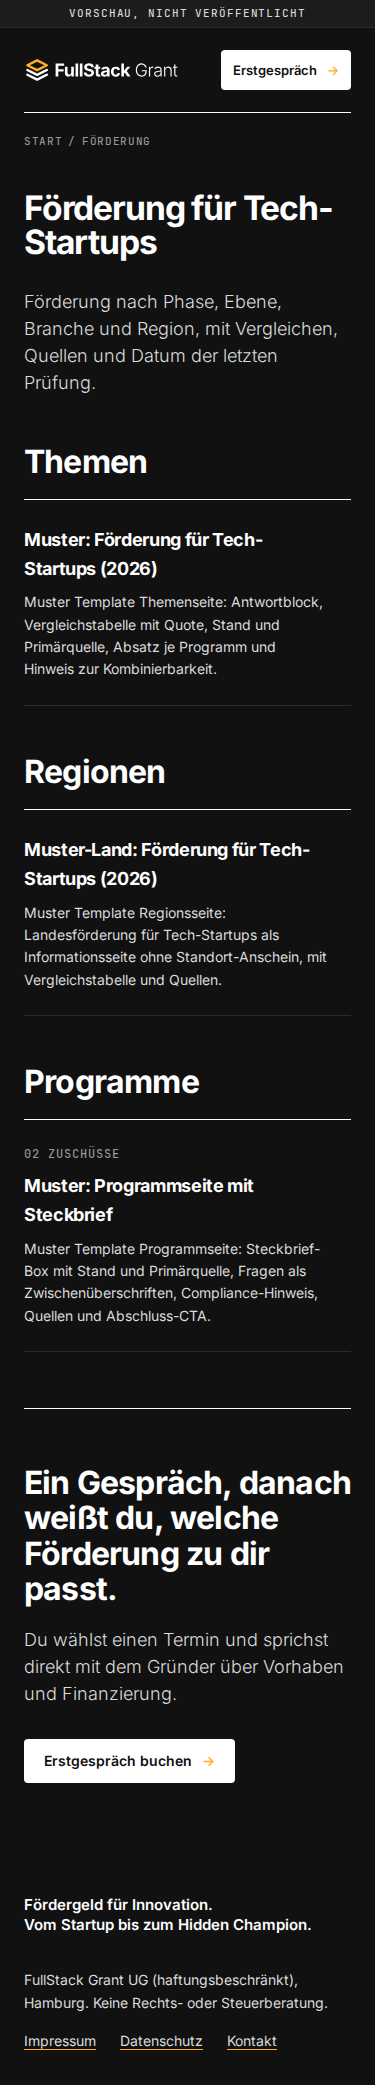 VORSCHAU, NICHT VERÖFFENTLICHT
FullStack Grant
Erstgespräch →
START / FÖRDERUNG
Förderung für Tech-
Startups
Förderung nach Phase, Ebene,
Branche und Region, mit Vergleichen,
Quellen und Datum der letzten
Prüfung.
Themen
Muster: Förderung für Tech-
Startups (2026)
Muster Template Themenseite: Antwortblock,
Vergleichstabelle mit Quote, Stand und
Primärquelle, Absatz je Programm und
Hinweis zur Kombinierbarkeit.
Regionen
Muster-Land: Förderung für Tech-
Startups (2026)
Muster Template Regionsseite:
Landesförderung für Tech-Startups als
Informationsseite ohne Standort-Anschein, mit
Vergleichstabelle und Quellen.
Programme
02 ZUSCHÜSSE
Muster: Programmseite mit
Steckbrief
Muster Template Programmseite: Steckbrief-
Box mit Stand und Primärquelle, Fragen als
Zwischenüberschriften, Compliance-Hinweis,
Quellen und Abschluss-CTA.
Ein Gespräch, danach
weißt du, welche
Förderung zu dir
passt.
Du wählst einen Termin und sprichst
direkt mit dem Gründer über Vorhaben
und Finanzierung.
Erstgespräch buchen →
Fördergeld für Innovation.
Vom Startup bis zum Hidden Champion.
FullStack Grant UG (haftungsbeschränkt),
Hamburg. Keine Rechts- oder Steuerberatung.
Impressum Datenschutz Kontakt